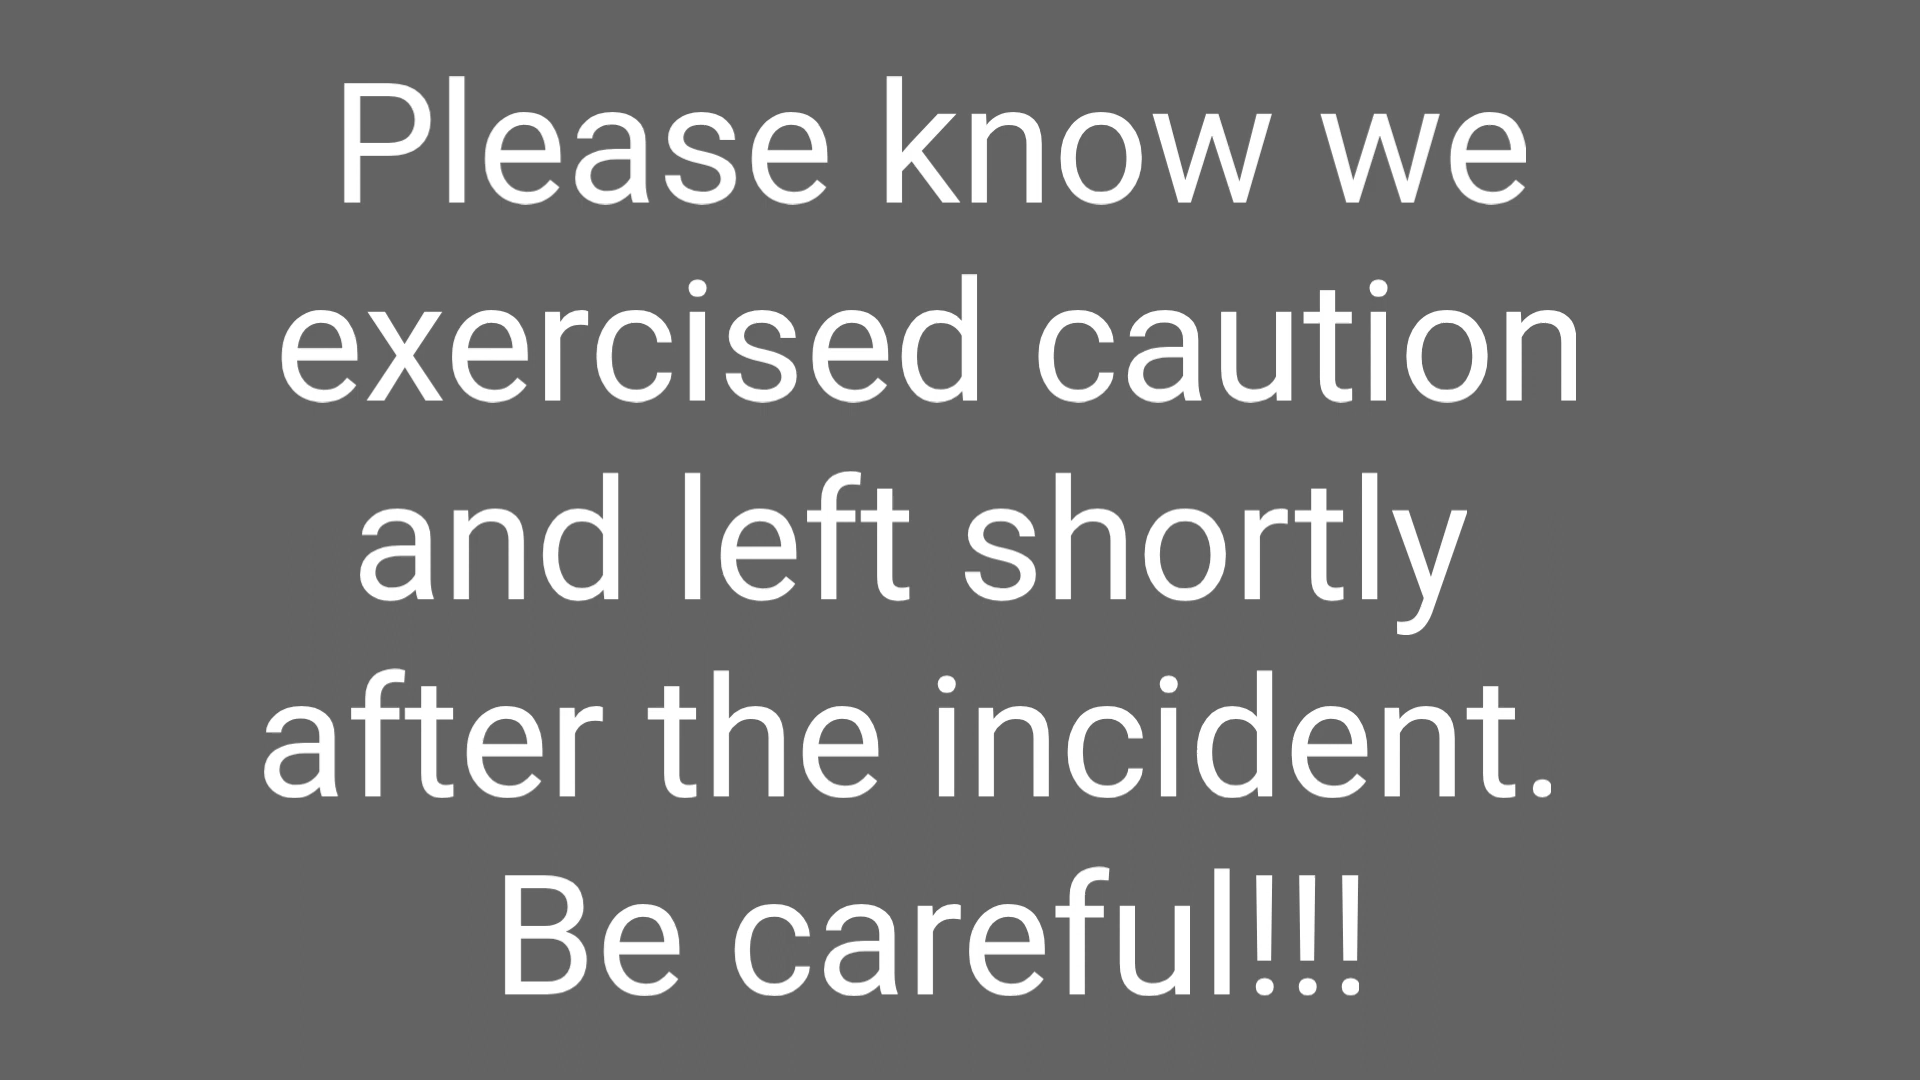 Please know we
exercised caution
and left shortly
after the incident.
Be careful!!!